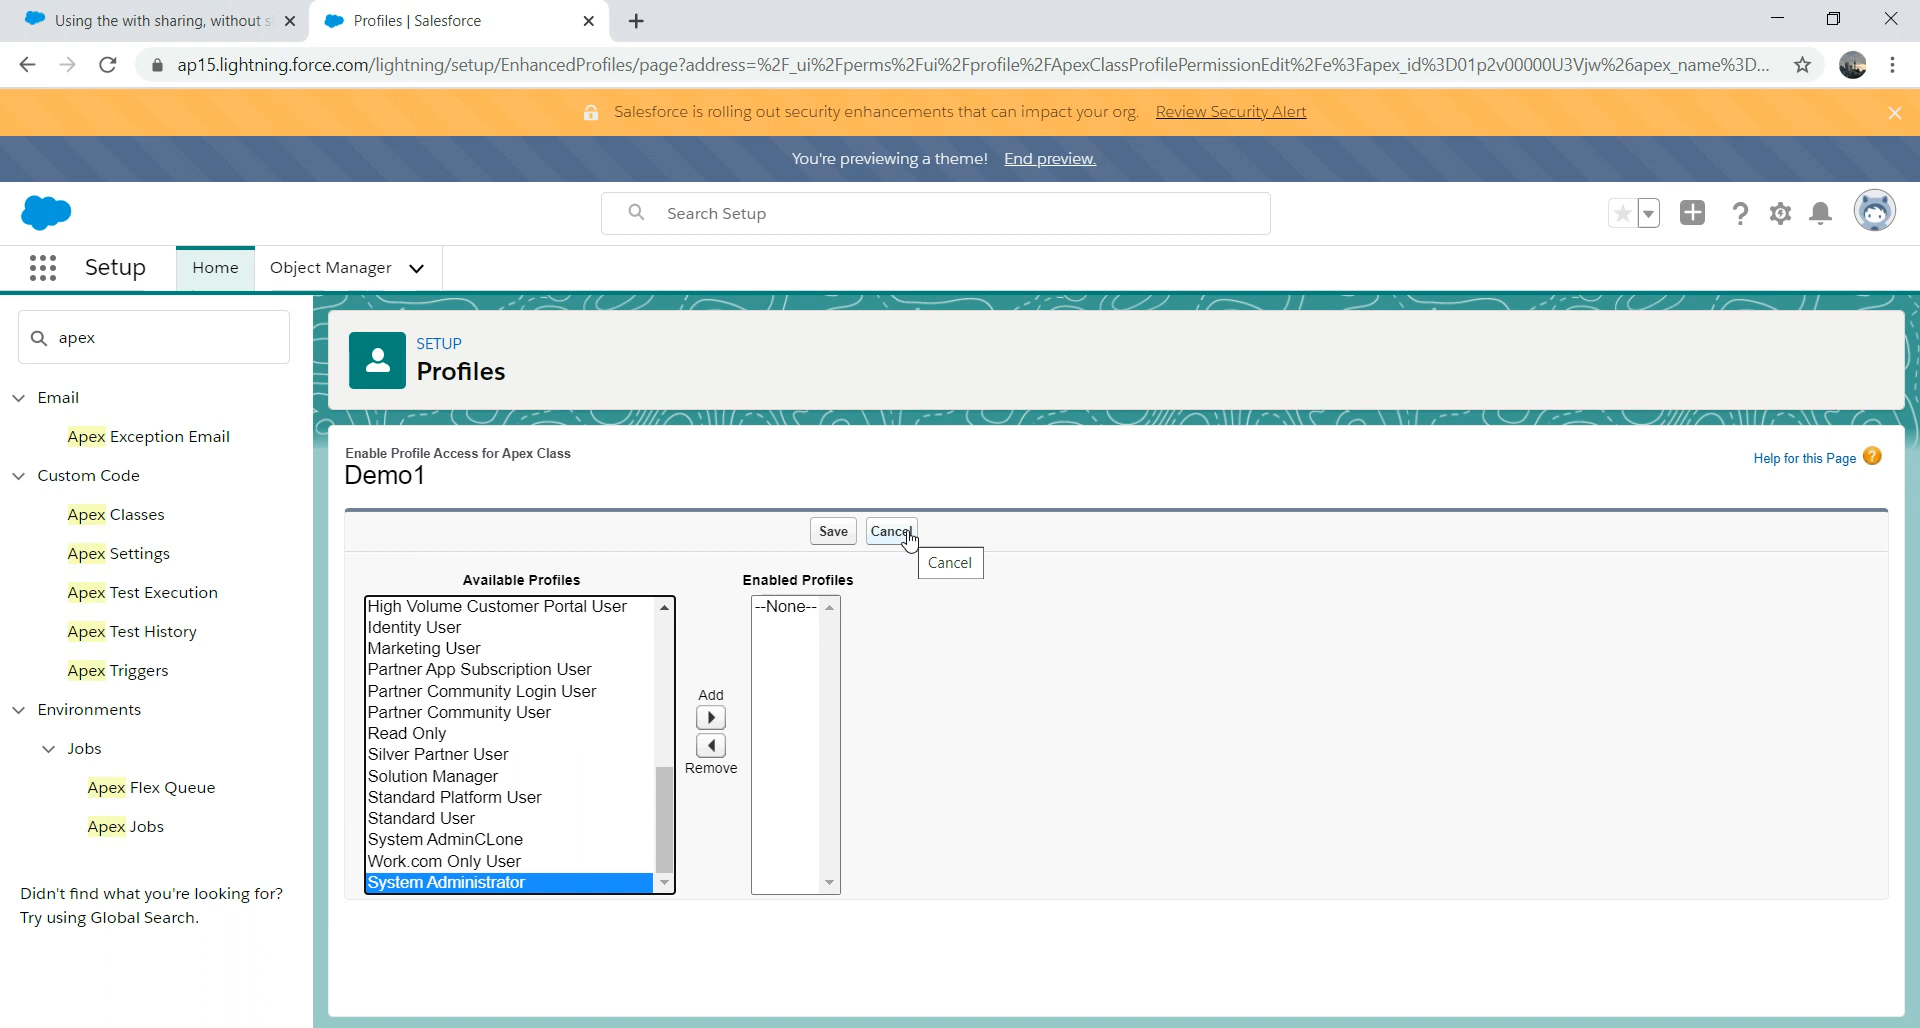 Using the with sharing, without s
Profiles | Salesforce
ap15.lightning.force.com/lightning/setup/EnhancedProfiles/page?address=%2F_ui%2Fperms%2Fui%2Fprofile%2FApexClassProfilePermissionEdit%2Fe%3Fapex_id%3D01p2v00000U3Vjw%26apex_name%3D...
Salesforce is rolling out security enhancements that can impact your org. Review Security Alert
You're previewing a theme! End preview.
Search Setup
Setup
Home
Object Manager
apex
Email
Apex Exception Email
Custom Code
Apex Classes
Apex Settings
Apex Test Execution
Apex Test History
Apex Triggers
Environments
Jobs
Apex Flex Queue
Apex Jobs
Didn't find what you're looking for?
Try using Global Search.
SETUP
Profiles
Enable Profile Access for Apex Class
Demo1
Help for this Page ?
Save
Cancel
Cancel
Available Profiles
High Volume Customer Portal User
Identity User
Marketing User
Partner App Subscription User
Partner Community Login User
Partner Community User
Read Only
Silver Partner User
Solution Manager
Standard Platform User
Standard User
System AdminCLone
Work.com Only User
System Administrator
Add
Remove
Enabled Profiles
--None--